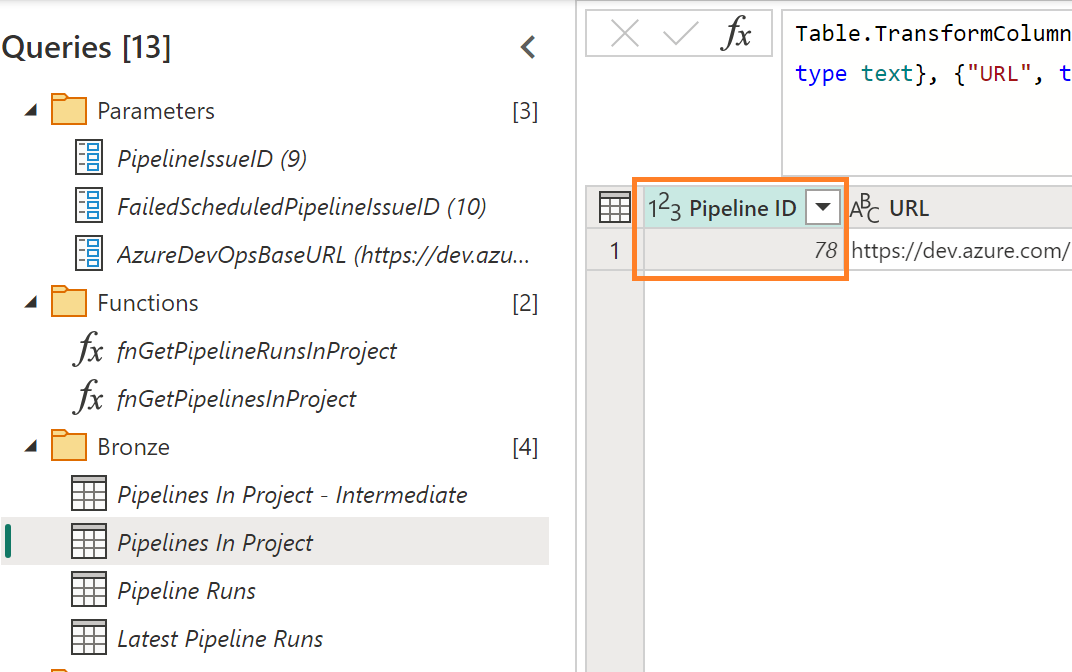 Queries [13]
Parameters [3]
PipelineIssueID (9)
FailedScheduledPipelineIssueID (10)
AzureDevOpsBaseURL (https://dev.azu...
Functions [2]
fx fnGetPipelineRunsInProject
fx fnGetPipelinesInProject
Bronze [4]
Pipelines In Project - Intermediate
Pipelines In Project
Pipeline Runs
Latest Pipeline Runs
fx
Table.TransformColumn
type text}, {"URL", t
123 Pipeline ID ABC URL
1 78 https://dev.azure.com/